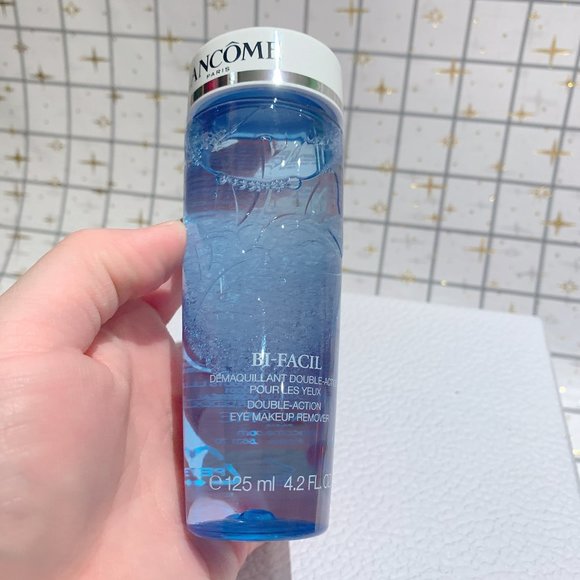 LANCÔME
PARIS
BI-FACIL
DÉMAQUILLANT DOUBLE-ACT
POUR LES YEUX
DOUBLE-ACTION
EYE MAKEUP REMOVER
℮ 125 ml 4.2 FL. OZ